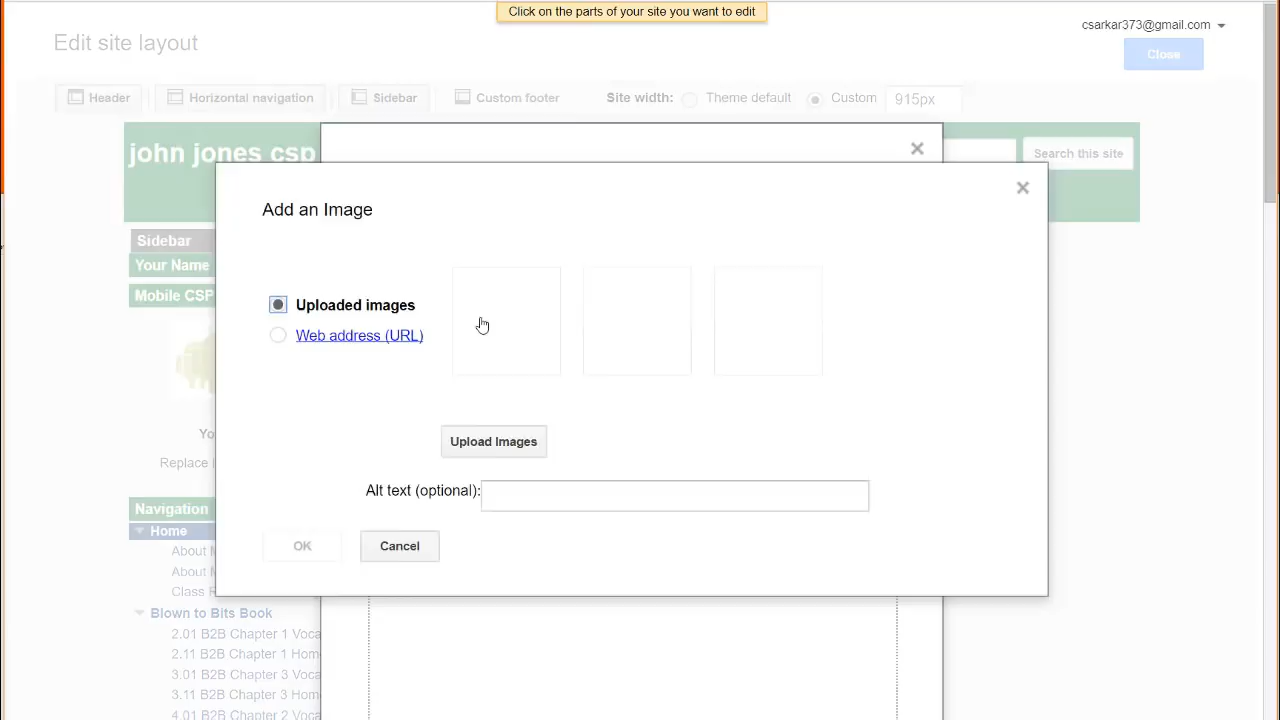 Click on the parts of your site you want to edit
csarkar373@gmail.com
Edit site layout
Close
Header
Horizontal navigation
Sidebar
Custom footer
Site width:
Theme default
Custom
915px
john jones csp
Search this site
Add an Image
Sidebar
Your Name
Mobile CSP
Uploaded images
Web address (URL)
Yo
Replace
Upload Images
Alt text (optional):
Navigation
Home
OK
Cancel
About
About
Class R
Blown to Bits Book
2.01 B2B Chapter 1 Voca
2.11 B2B Chapter 1 Hom
3.01 B2B Chapter 3 Voca
3.11 B2B Chapter 3 Hom
4.01 B2B Chapter 2 Voca